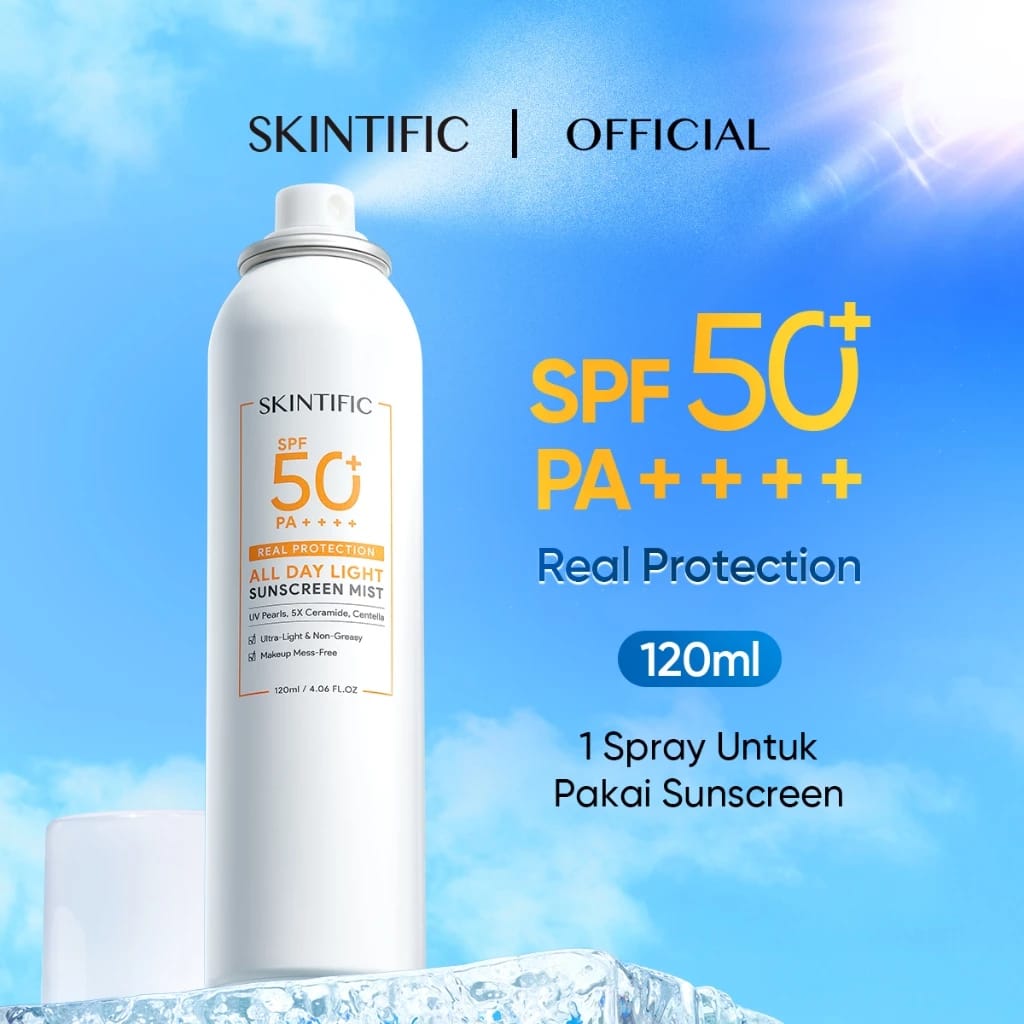 SKINTIFIC | OFFICIAL
SKINTIFIC
SPF
50+
PA++++
REAL PROTECTION
ALL DAY LIGHT
SUNSCREEN MIST
UV Pearls, 5X Ceramide, Centella
Ultra-Light & Non-Greasy
Makeup Mess-Free
120ml / 4.06 FL.OZ
SPF 50+
PA++++
Real Protection
120ml
1 Spray Untuk
Pakai Sunscreen